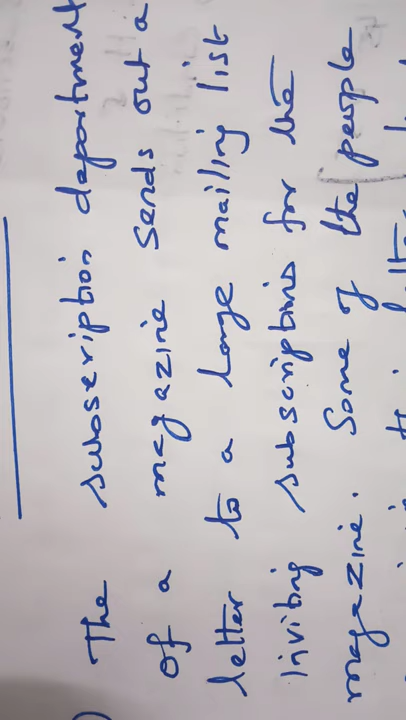 The subscription department
of a magazine sends out a
letter to a large mailing list
inviting subscriptions for the
magazine. Some of the people